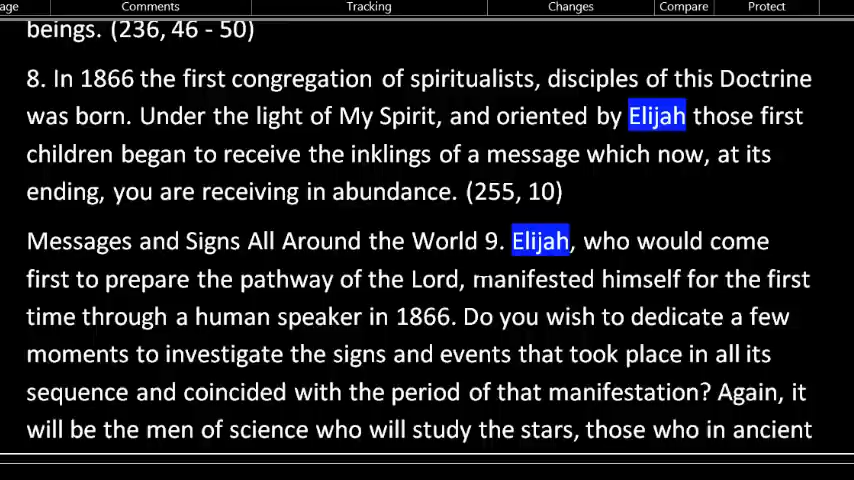 age Comments Tracking Changes Compare Protect
beings. (236, 46 - 50)
8. In 1866 the first congregation of spiritualists, disciples of this Doctrine
was born. Under the light of My Spirit, and oriented by Elijah those first
children began to receive the inklings of a message which now, at its
ending, you are receiving in abundance. (255, 10)
Messages and Signs All Around the World 9. Elijah, who would come
first to prepare the pathway of the Lord, manifested himself for the first
time through a human speaker in 1866. Do you wish to dedicate a few
moments to investigate the signs and events that took place in all its
sequence and coincided with the period of that manifestation? Again, it
will be the men of science who will study the stars, those who in ancient